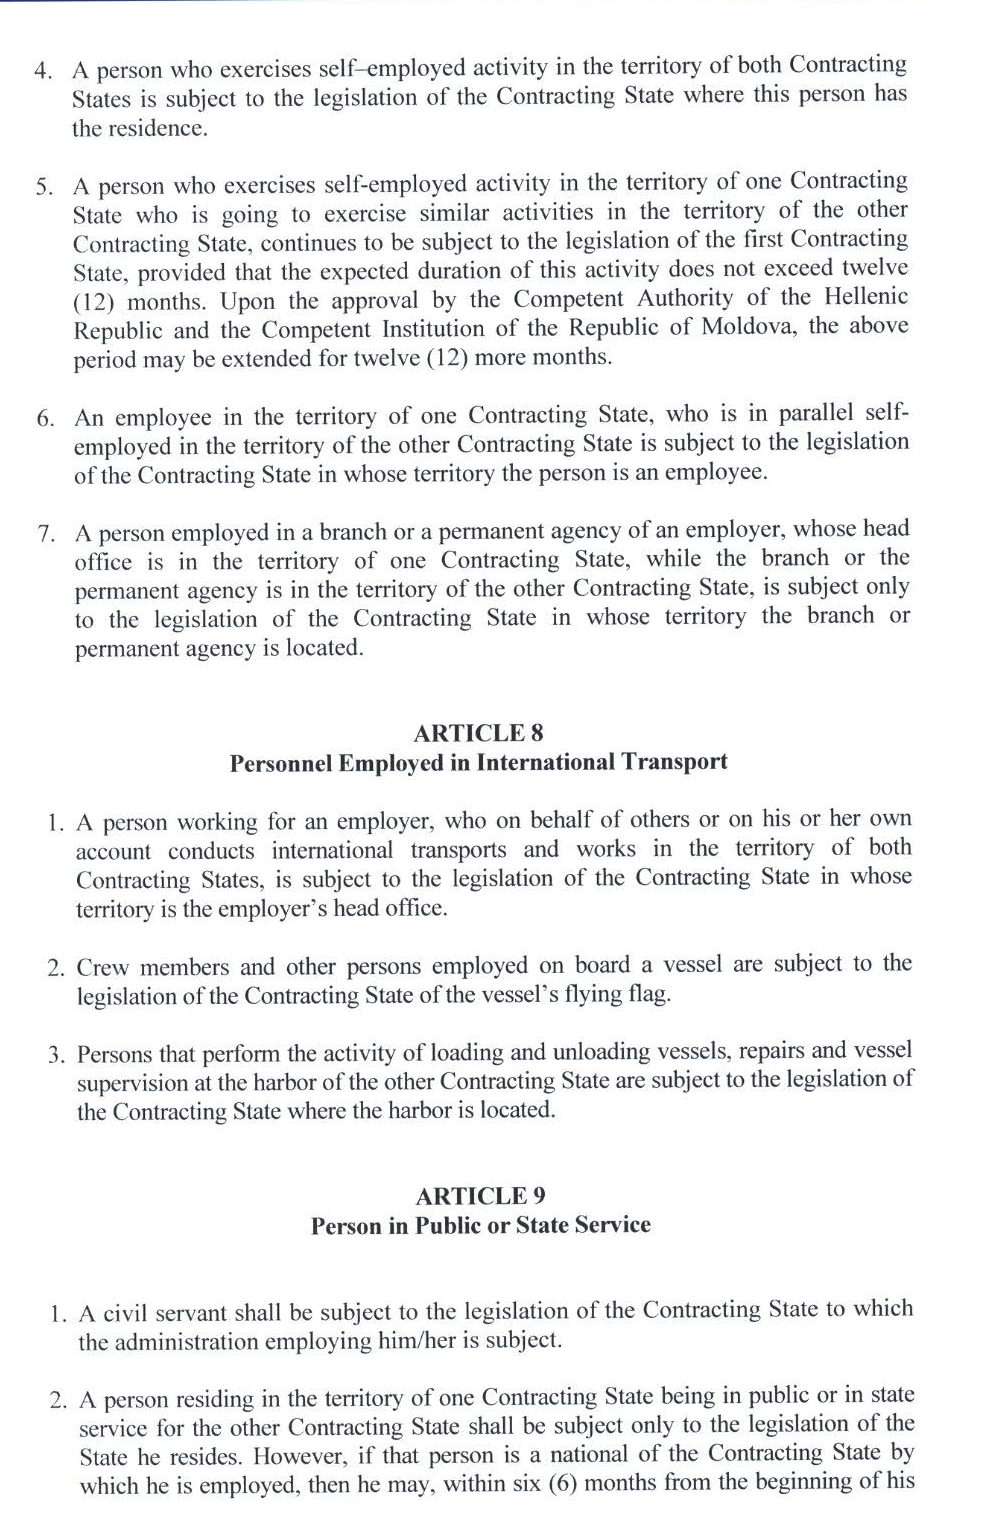 4. A person who exercises self–employed activity in the territory of both Contracting
States is subject to the legislation of the Contracting State where this person has
the residence.
5. A person who exercises self-employed activity in the territory of one Contracting
State who is going to exercise similar activities in the territory of the other
Contracting State, continues to be subject to the legislation of the first Contracting
State, provided that the expected duration of this activity does not exceed twelve
(12) months. Upon the approval by the Competent Authority of the Hellenic
Republic and the Competent Institution of the Republic of Moldova, the above
period may be extended for twelve (12) more months.
6. An employee in the territory of one Contracting State, who is in parallel self-
employed in the territory of the other Contracting State is subject to the legislation
of the Contracting State in whose territory the person is an employee.
7. A person employed in a branch or a permanent agency of an employer, whose head
office is in the territory of one Contracting State, while the branch or the
permanent agency is in the territory of the other Contracting State, is subject only
to the legislation of the Contracting State in whose territory the branch or
permanent agency is located.
ARTICLE 8
Personnel Employed in International Transport
1. A person working for an employer, who on behalf of others or on his or her own
account conducts international transports and works in the territory of both
Contracting States, is subject to the legislation of the Contracting State in whose
territory is the employer's head office.
2. Crew members and other persons employed on board a vessel are subject to the
legislation of the Contracting State of the vessel's flying flag.
3. Persons that perform the activity of loading and unloading vessels, repairs and vessel
supervision at the harbor of the other Contracting State are subject to the legislation of
the Contracting State where the harbor is located.
ARTICLE 9
Person in Public or State Service
1. A civil servant shall be subject to the legislation of the Contracting State to which
the administration employing him/her is subject.
2. A person residing in the territory of one Contracting State being in public or in state
service for the other Contracting State shall be subject only to the legislation of the
State he resides. However, if that person is a national of the Contracting State by
which he is employed, then he may, within six (6) months from the beginning of his